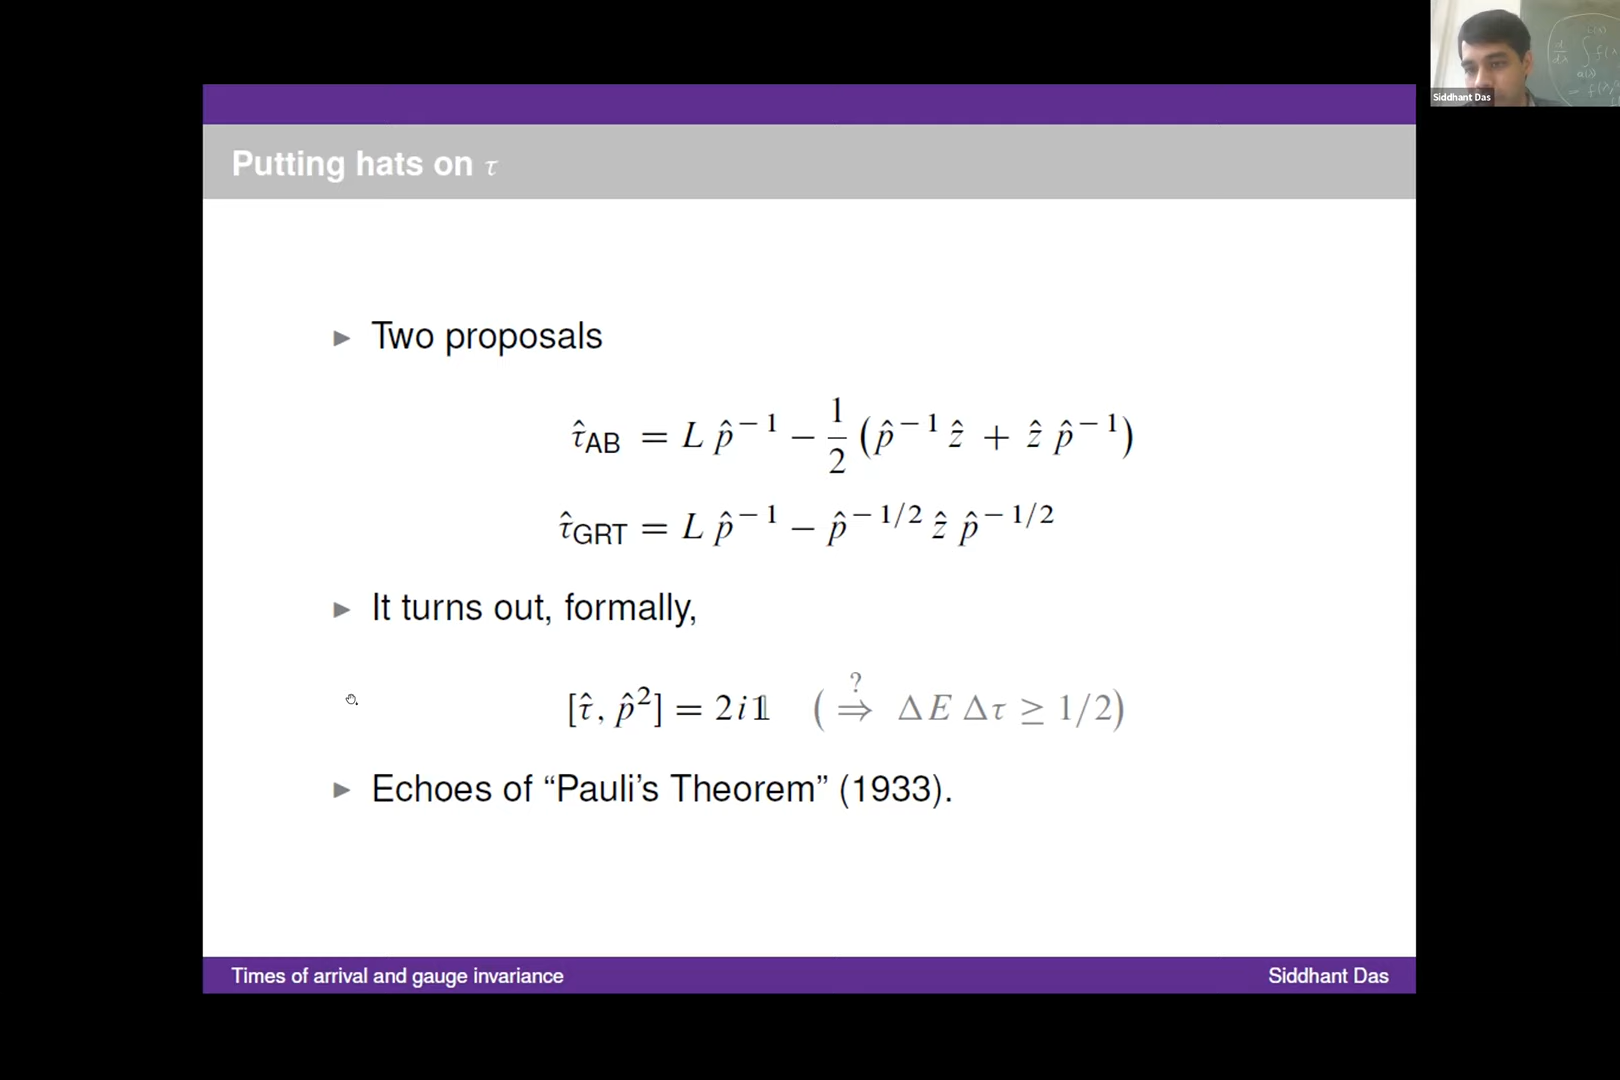 Siddhant Das
Putting hats on τ
▶ Two proposals
τ̂_AB = L p̂^{−1} − \frac{1}{2} (p̂^{−1} ẑ + ẑ p̂^{−1})
τ̂_GRT = L p̂^{−1} − p̂^{−1/2} ẑ p̂^{−1/2}
▶ It turns out, formally,
[τ̂, p̂²] = 2i𝟙 ( \overset{?}{⇒} ΔE Δτ ≥ 1/2)
▶ Echoes of “Pauli’s Theorem” (1933).
Times of arrival and gauge invariance
Siddhant Das